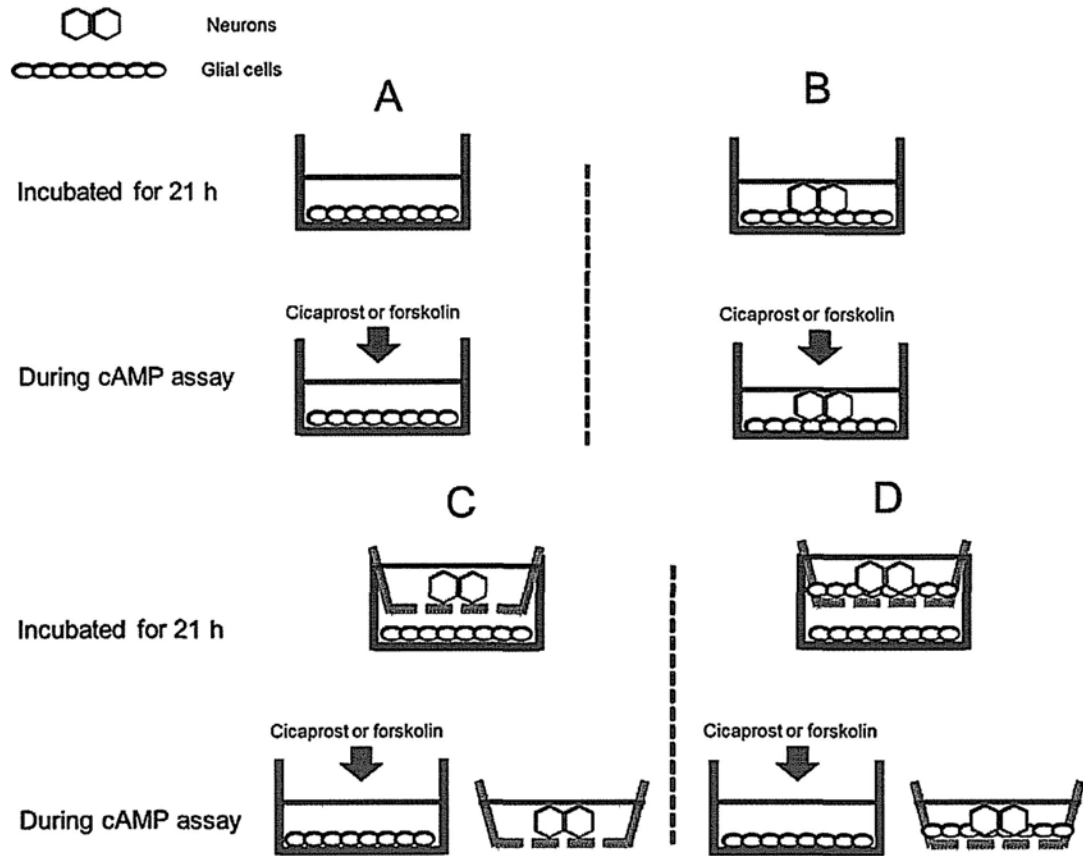 Neurons
Glial cells
A
B
Incubated for 21 h
Cicaprost or forskolin
Cicaprost or forskolin
During cAMP assay
C
D
Incubated for 21 h
Cicaprost or forskolin
Cicaprost or forskolin
During cAMP assay